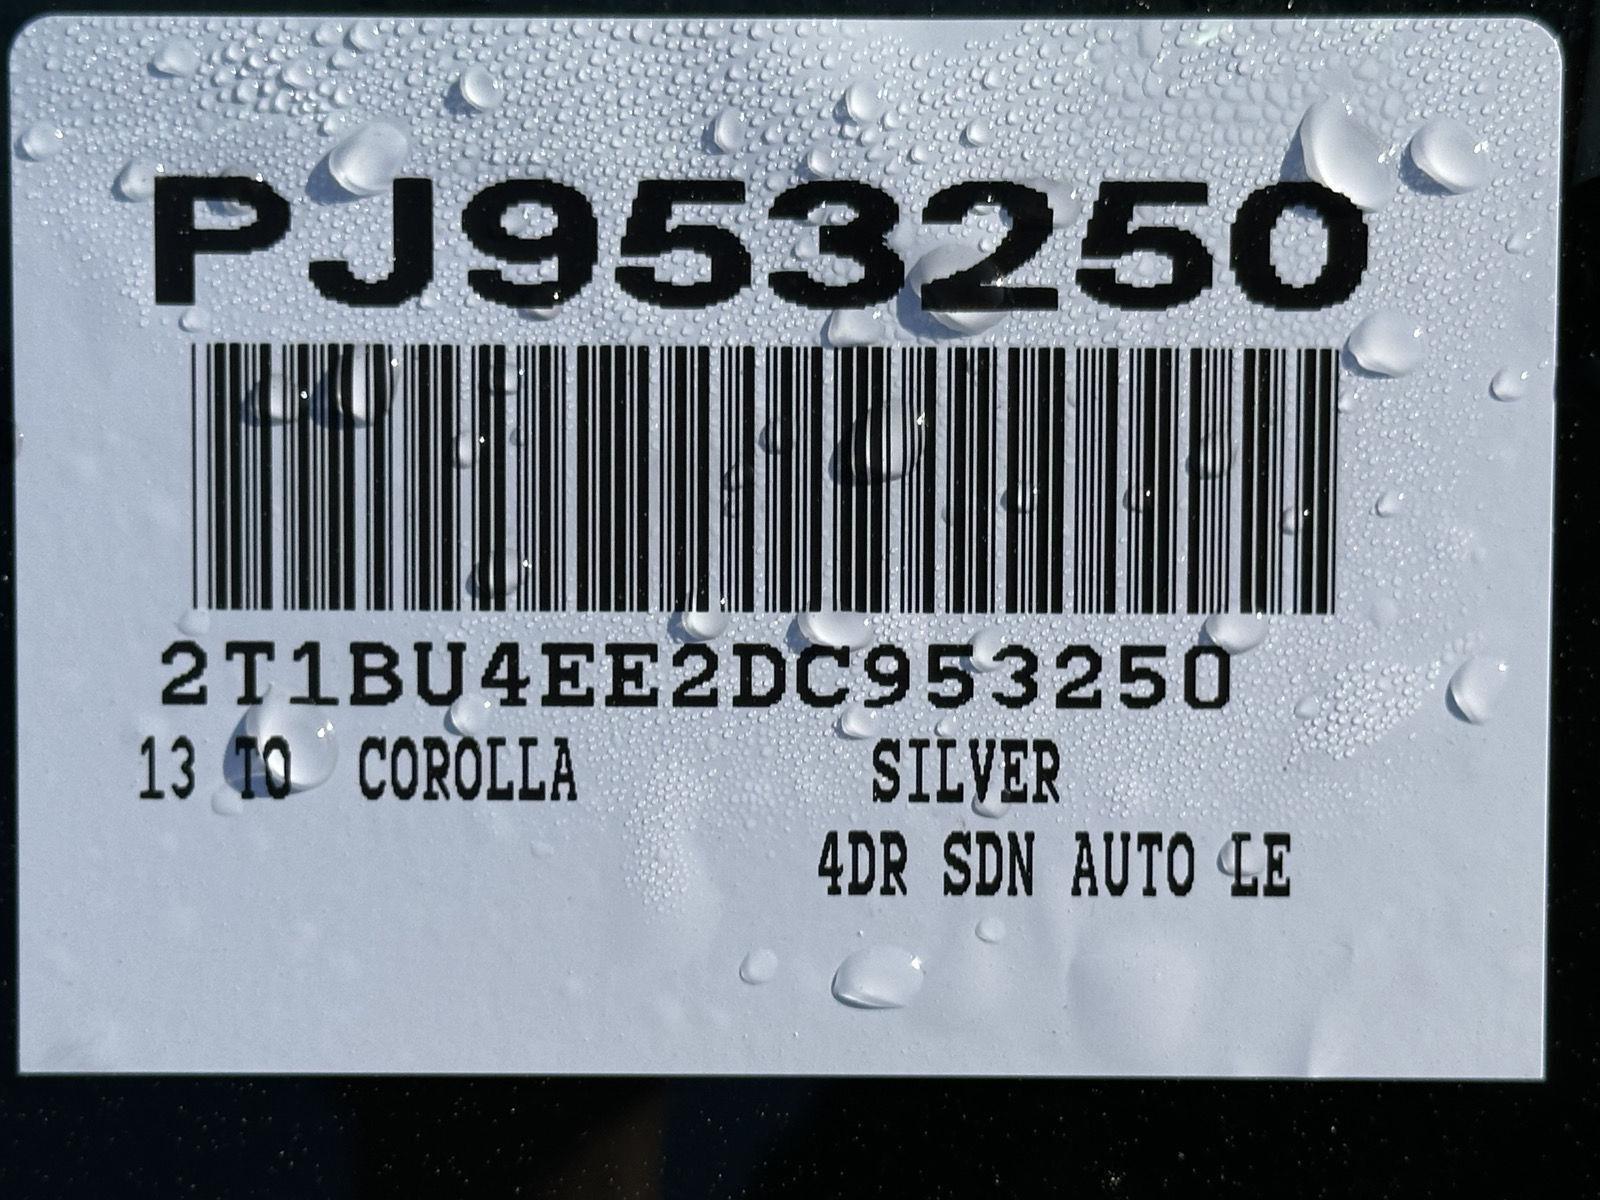 PJ953250
2T1BU4EE2DC953250
13 TO COROLLA SILVER
4DR SDN AUTO LE